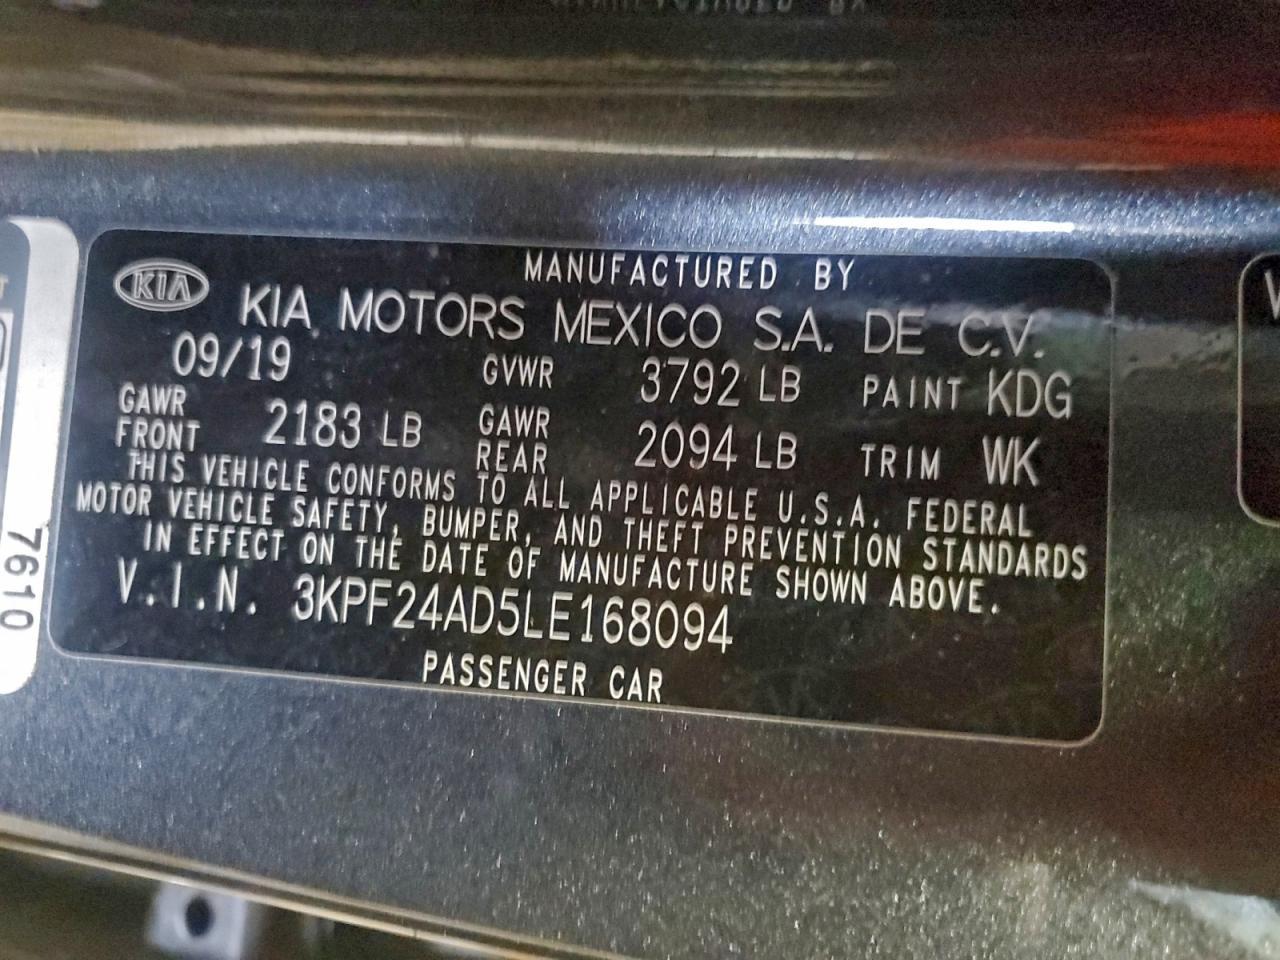 MANUFACTURED BY
KIA
KIA MOTORS MEXICO S.A. DE C.V.
09/19 GVWR 3792 LB PAINT KDG
GAWR FRONT 2183 LB GAWR REAR 2094 LB TRIM WK
THIS VEHICLE CONFORMS TO ALL APPLICABLE U.S.A. FEDERAL
MOTOR VEHICLE SAFETY, BUMPER, AND THEFT PREVENTION STANDARDS
IN EFFECT ON THE DATE OF MANUFACTURE SHOWN ABOVE.
V.I.N. 3KPF24AD5LE168094
PASSENGER CAR
7610